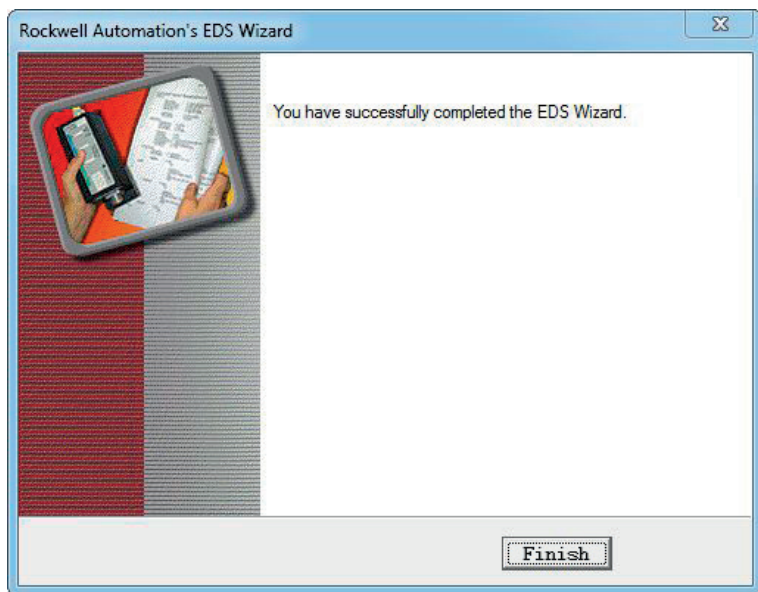 Rockwell Automation's EDS Wizard
You have successfully completed the EDS Wizard.
Finish